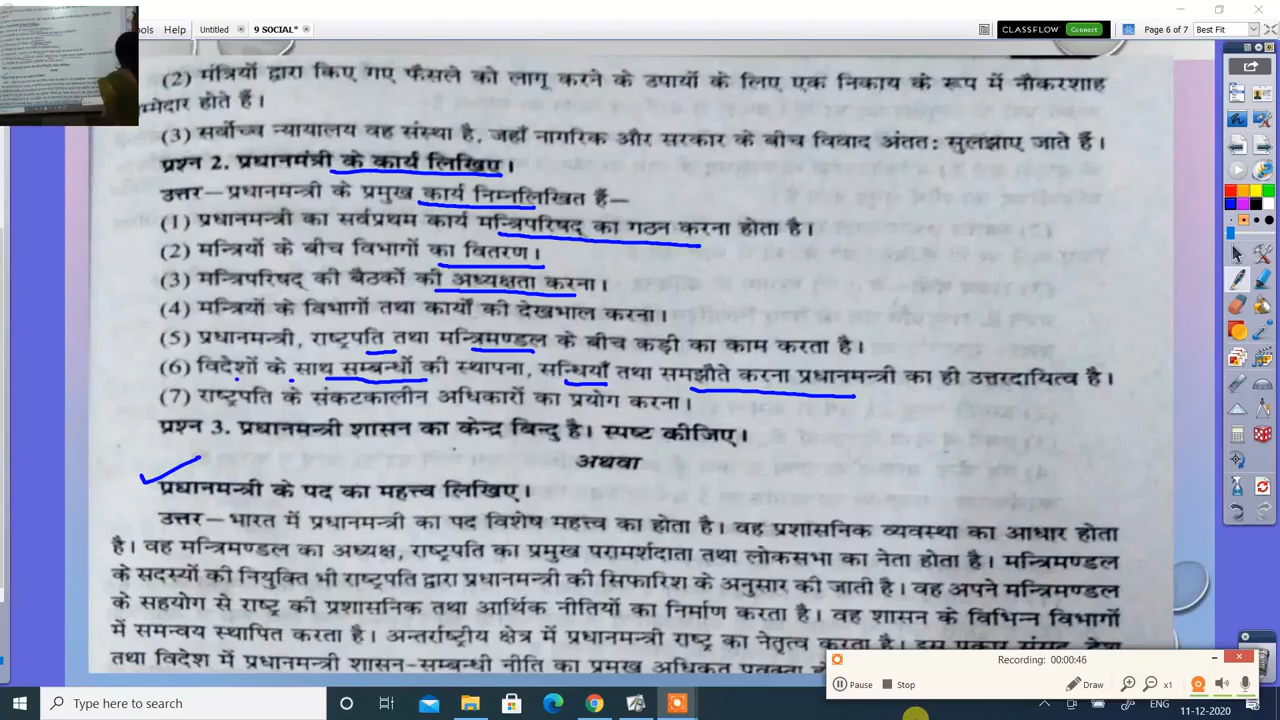 ols Help Untitled 9 SOCIAL* CLASSFLOW Connect Page 6 of 7 Best Fit
(2) मंत्रियों द्वारा किए गए फैसले को लागू करने के उपायों के लिए एक निकाय के रूप में नौकरशाह
म्मेदार होते हैं।
(3) सर्वोच्च न्यायालय वह संस्था है, जहाँ नागरिक और सरकार के बीच विवाद अंततः सुलझाए जाते हैं।
प्रश्न 2. प्रधानमंत्री के कार्य लिखिए।
उत्तर–प्रधानमन्त्री के प्रमुख कार्य निम्नलिखित हैं–
(1) प्रधानमन्त्री का सर्वप्रथम कार्य मन्त्रिपरिषद् का गठन करना होता है।
(2) मन्त्रियों के बीच विभागों का वितरण।
(3) मन्त्रिपरिषद् की बैठकों की अध्यक्षता करना।
(4) मन्त्रियों के विभागों तथा कार्यों की देखभाल करना।
(5) प्रधानमन्त्री, राष्ट्रपति तथा मन्त्रिमण्डल के बीच कड़ी का काम करता है।
(6) विदेशों के साथ सम्बन्धों की स्थापना, सन्धियाँ तथा समझौते करना प्रधानमन्त्री का ही उत्तरदायित्व है।
(7) राष्ट्रपति के संकटकालीन अधिकारों का प्रयोग करना।
प्रश्न 3. प्रधानमन्त्री शासन का केन्द्र बिन्दु है। स्पष्ट कीजिए।
अथवा
प्रधानमन्त्री के पद का महत्त्व लिखिए।
उत्तर–भारत में प्रधानमन्त्री का पद विशेष महत्त्व का होता है। वह प्रशासनिक व्यवस्था का आधार होता
है। वह मन्त्रिमण्डल का अध्यक्ष, राष्ट्रपति का प्रमुख परामर्शदाता तथा लोकसभा का नेता होता है। मन्त्रिमण्डल
के सदस्यों की नियुक्ति भी राष्ट्रपति द्वारा प्रधानमन्त्री की सिफारिश के अनुसार की जाती है। वह अपने मन्त्रिमण्डल
के सहयोग से राष्ट्र की प्रशासनिक तथा आर्थिक नीतियों का निर्माण करता है। वह शासन के विभिन्न विभागों
में समन्वय स्थापित करता है। अन्तर्राष्ट्रीय क्षेत्र में प्रधानमन्त्री राष्ट्र का नेतृत्व करता है। इस प्रकार संसद, देश
तथा विदेश में प्रधानमन्त्री शासन-सम्बन्धी नीति का प्रमुख अधिकृत प्रवक्ता
Recording: 00:00:46
Pause Stop Draw x1
Type here to search
ENG 11-12-2020